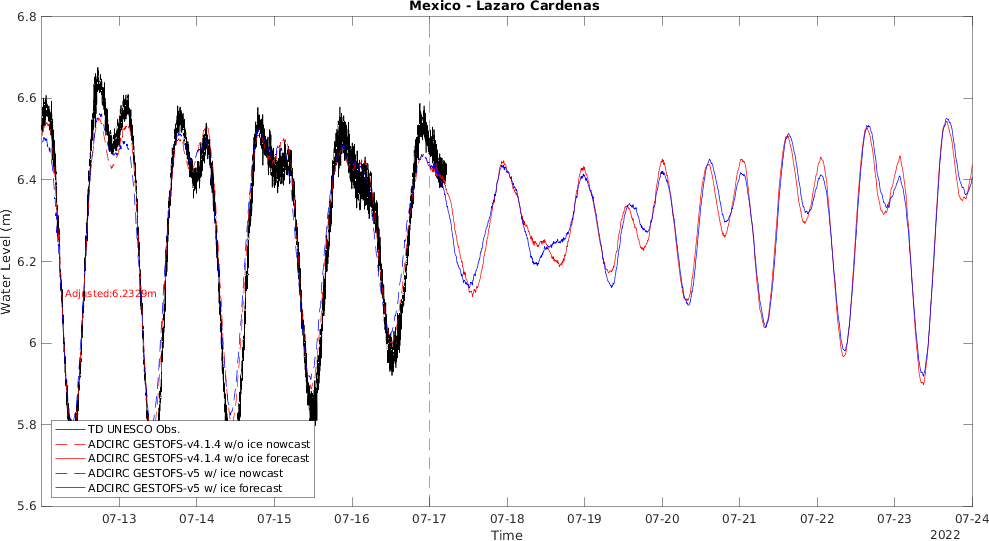 Mexico - Lazaro Cardenas
6.8
6.6
6.4
6.2
6
5.8
5.6
Water Level (m)
Adjusted:6.2329m
TD UNESCO Obs.
ADCIRC GESTOFS-v4.1.4 w/o ice nowcast
ADCIRC GESTOFS-v4.1.4 w/o ice forecast
ADCIRC GESTOFS-v5 w/ ice nowcast
ADCIRC GESTOFS-v5 w/ ice forecast
07-13 07-14 07-15 07-16 07-17 07-18 07-19 07-20 07-21 07-22 07-23 07-24
Time
2022